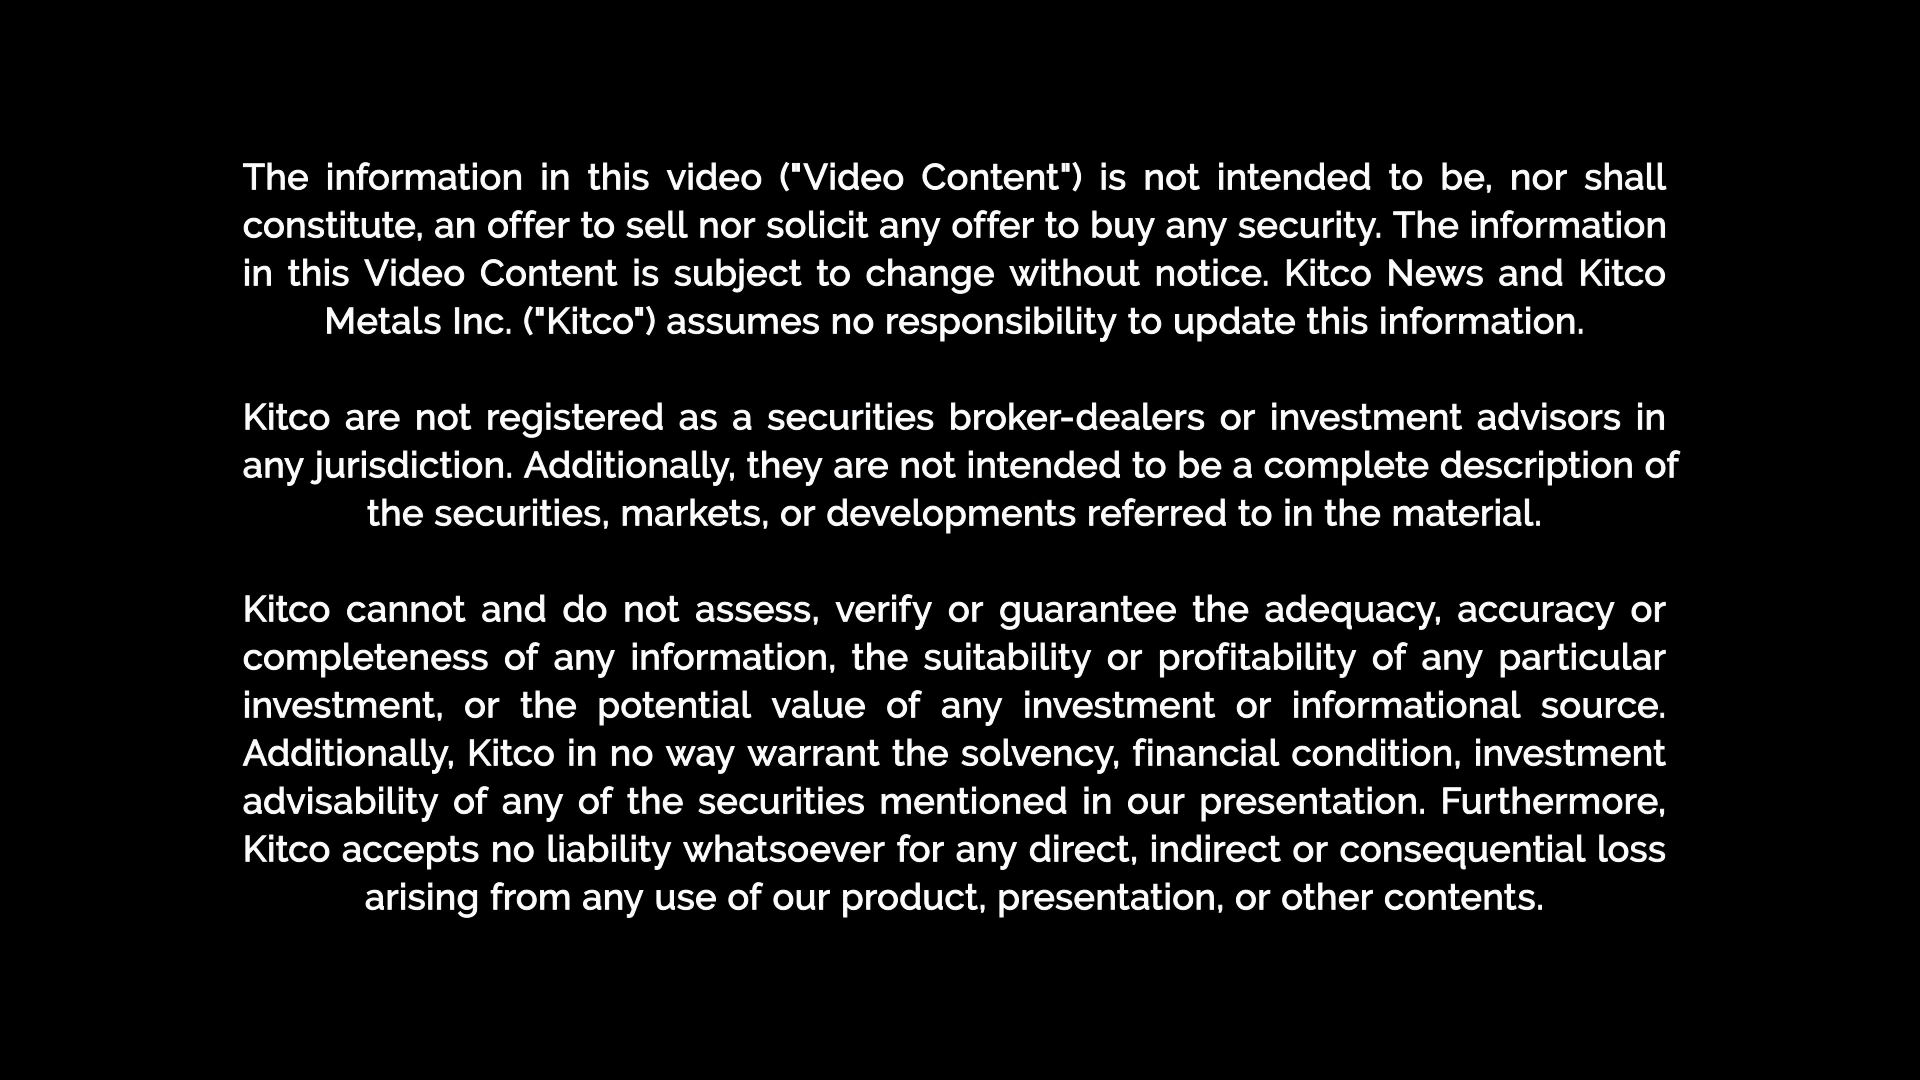 The information in this video ("Video Content") is not intended to be, nor shall
constitute, an offer to sell nor solicit any offer to buy any security. The information
in this Video Content is subject to change without notice. Kitco News and Kitco
Metals Inc. ("Kitco") assumes no responsibility to update this information.
Kitco are not registered as a securities broker-dealers or investment advisors in
any jurisdiction. Additionally, they are not intended to be a complete description of
the securities, markets, or developments referred to in the material.
Kitco cannot and do not assess, verify or guarantee the adequacy, accuracy or
completeness of any information, the suitability or profitability of any particular
investment, or the potential value of any investment or informational source.
Additionally, Kitco in no way warrant the solvency, financial condition, investment
advisability of any of the securities mentioned in our presentation. Furthermore,
Kitco accepts no liability whatsoever for any direct, indirect or consequential loss
arising from any use of our product, presentation, or other contents.